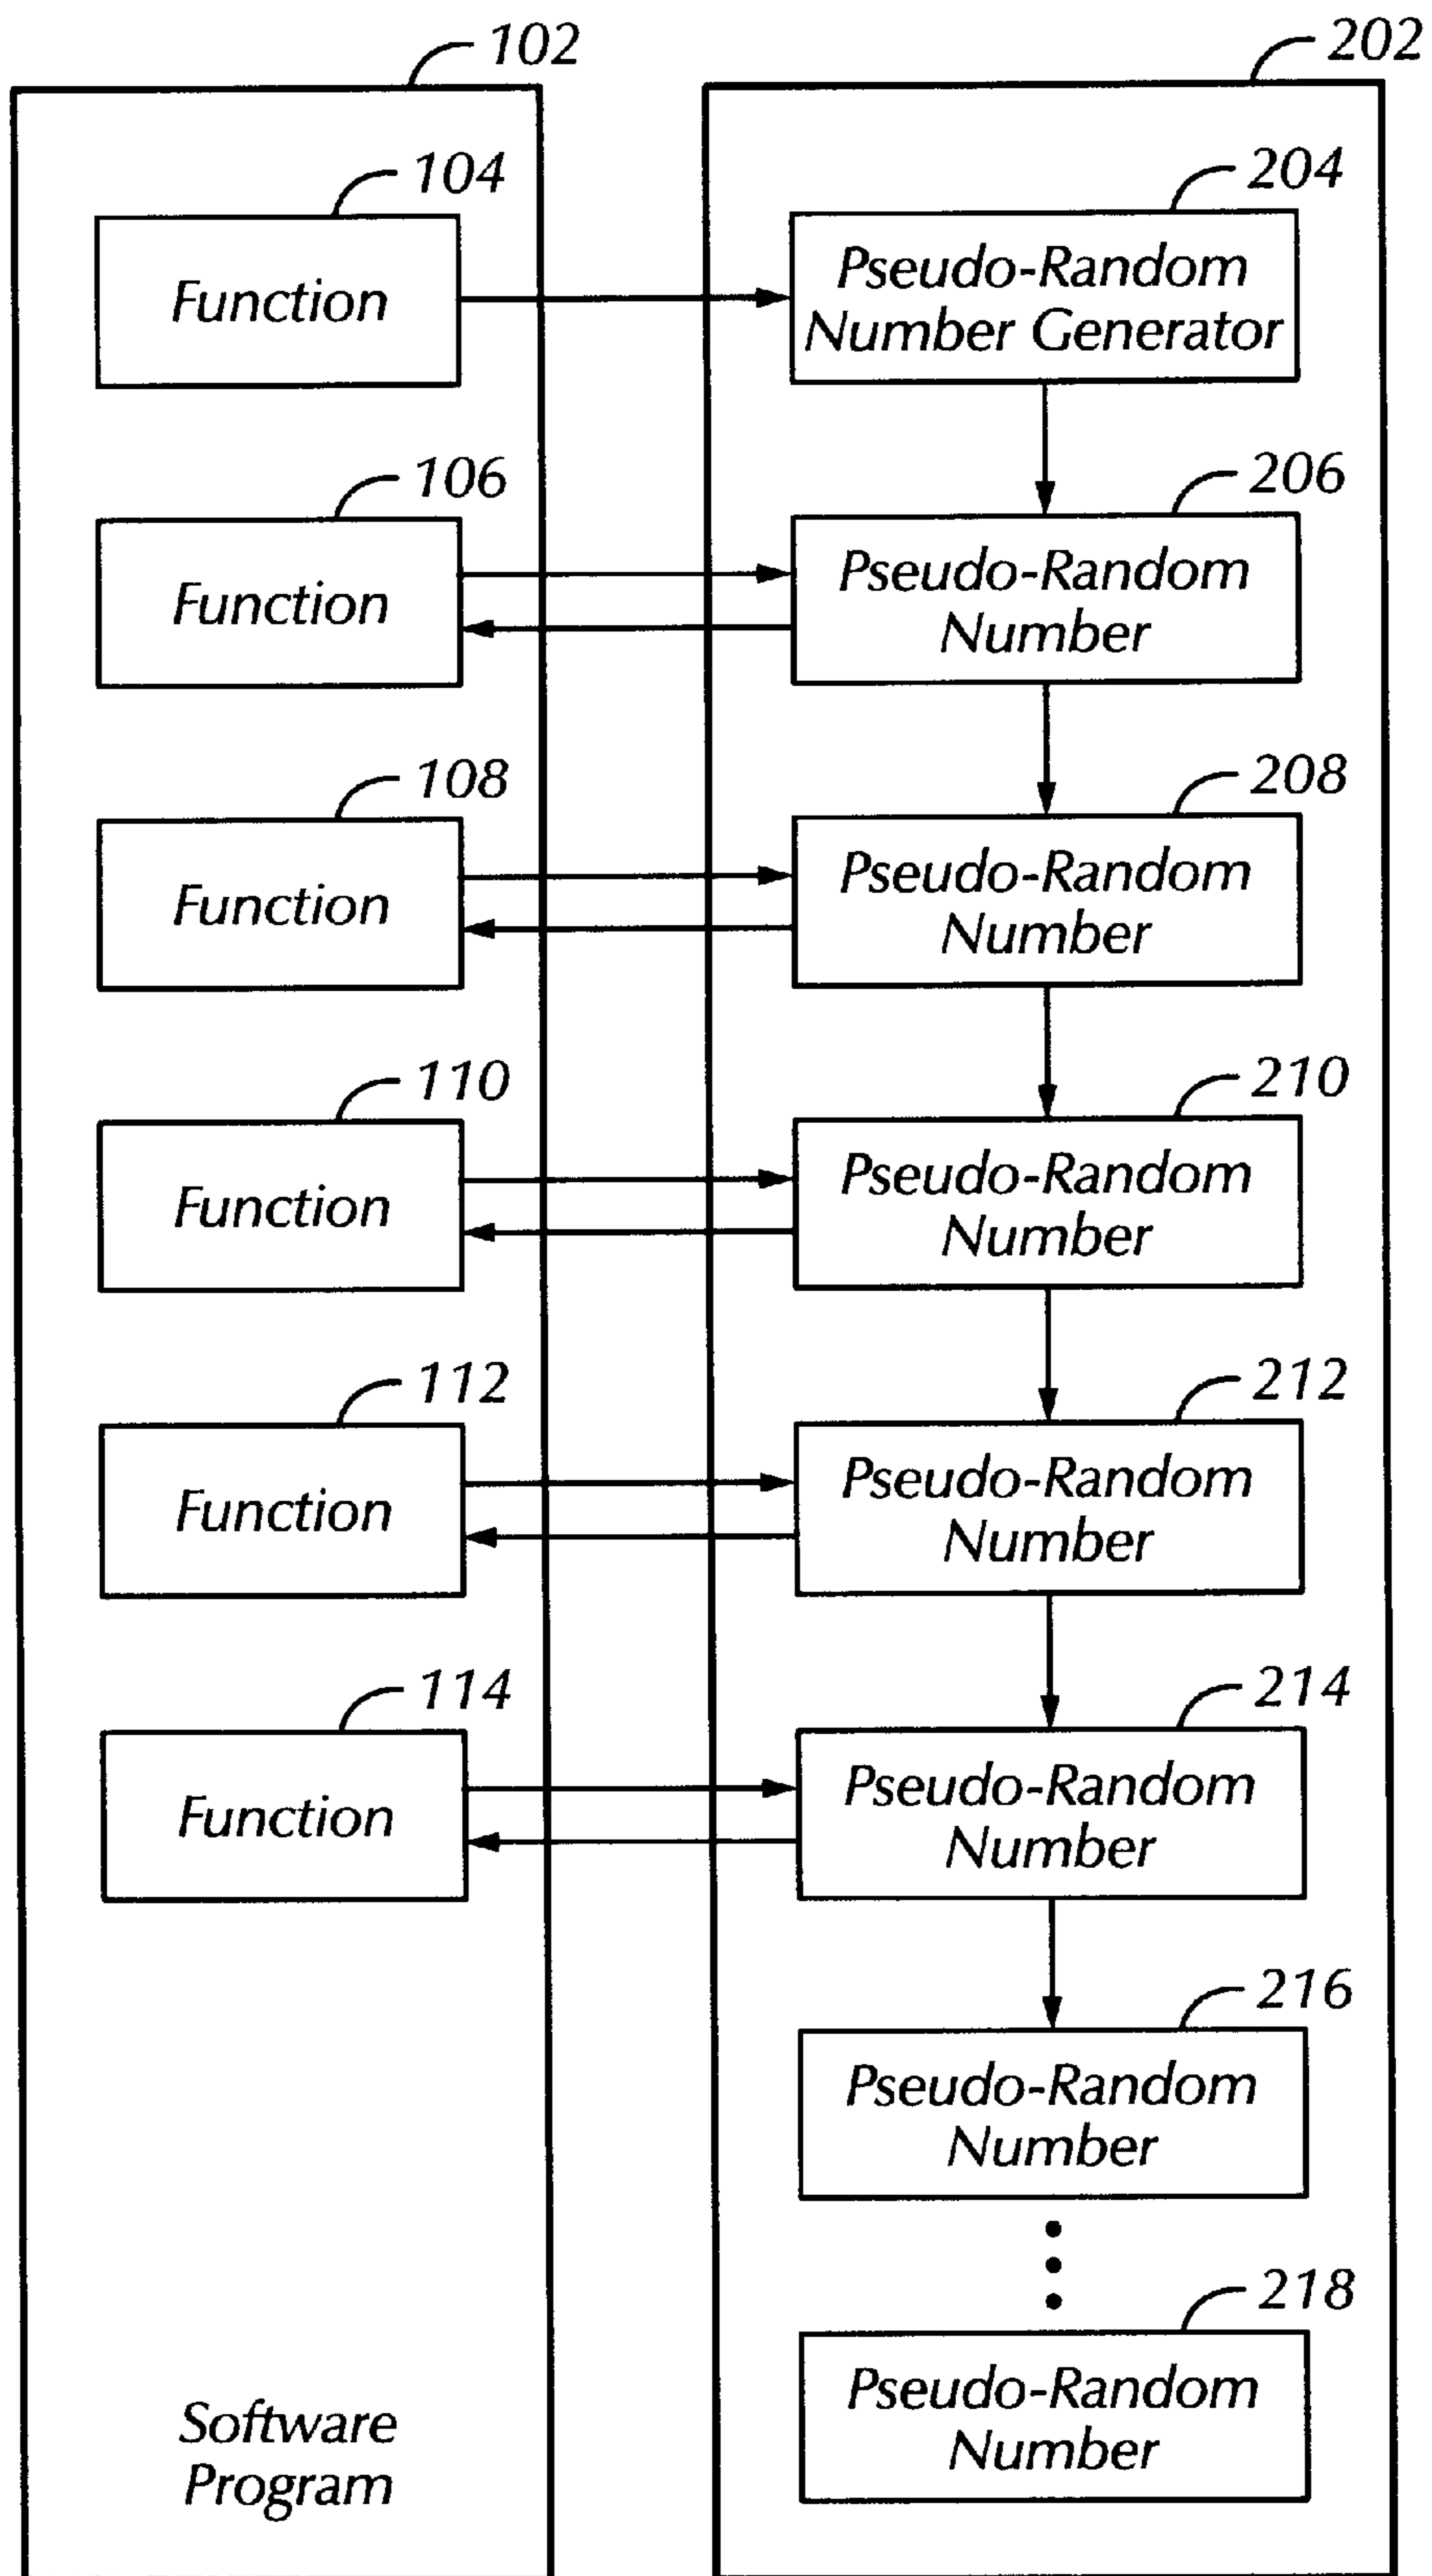 102
202
104
204
Function
Pseudo-Random
Number Generator
106
206
Function
Pseudo-Random
Number
108
208
Function
Pseudo-Random
Number
110
210
Function
Pseudo-Random
Number
112
212
Function
Pseudo-Random
Number
114
214
Function
Pseudo-Random
Number
216
Pseudo-Random
Number
218
Pseudo-Random
Number
Software
Program